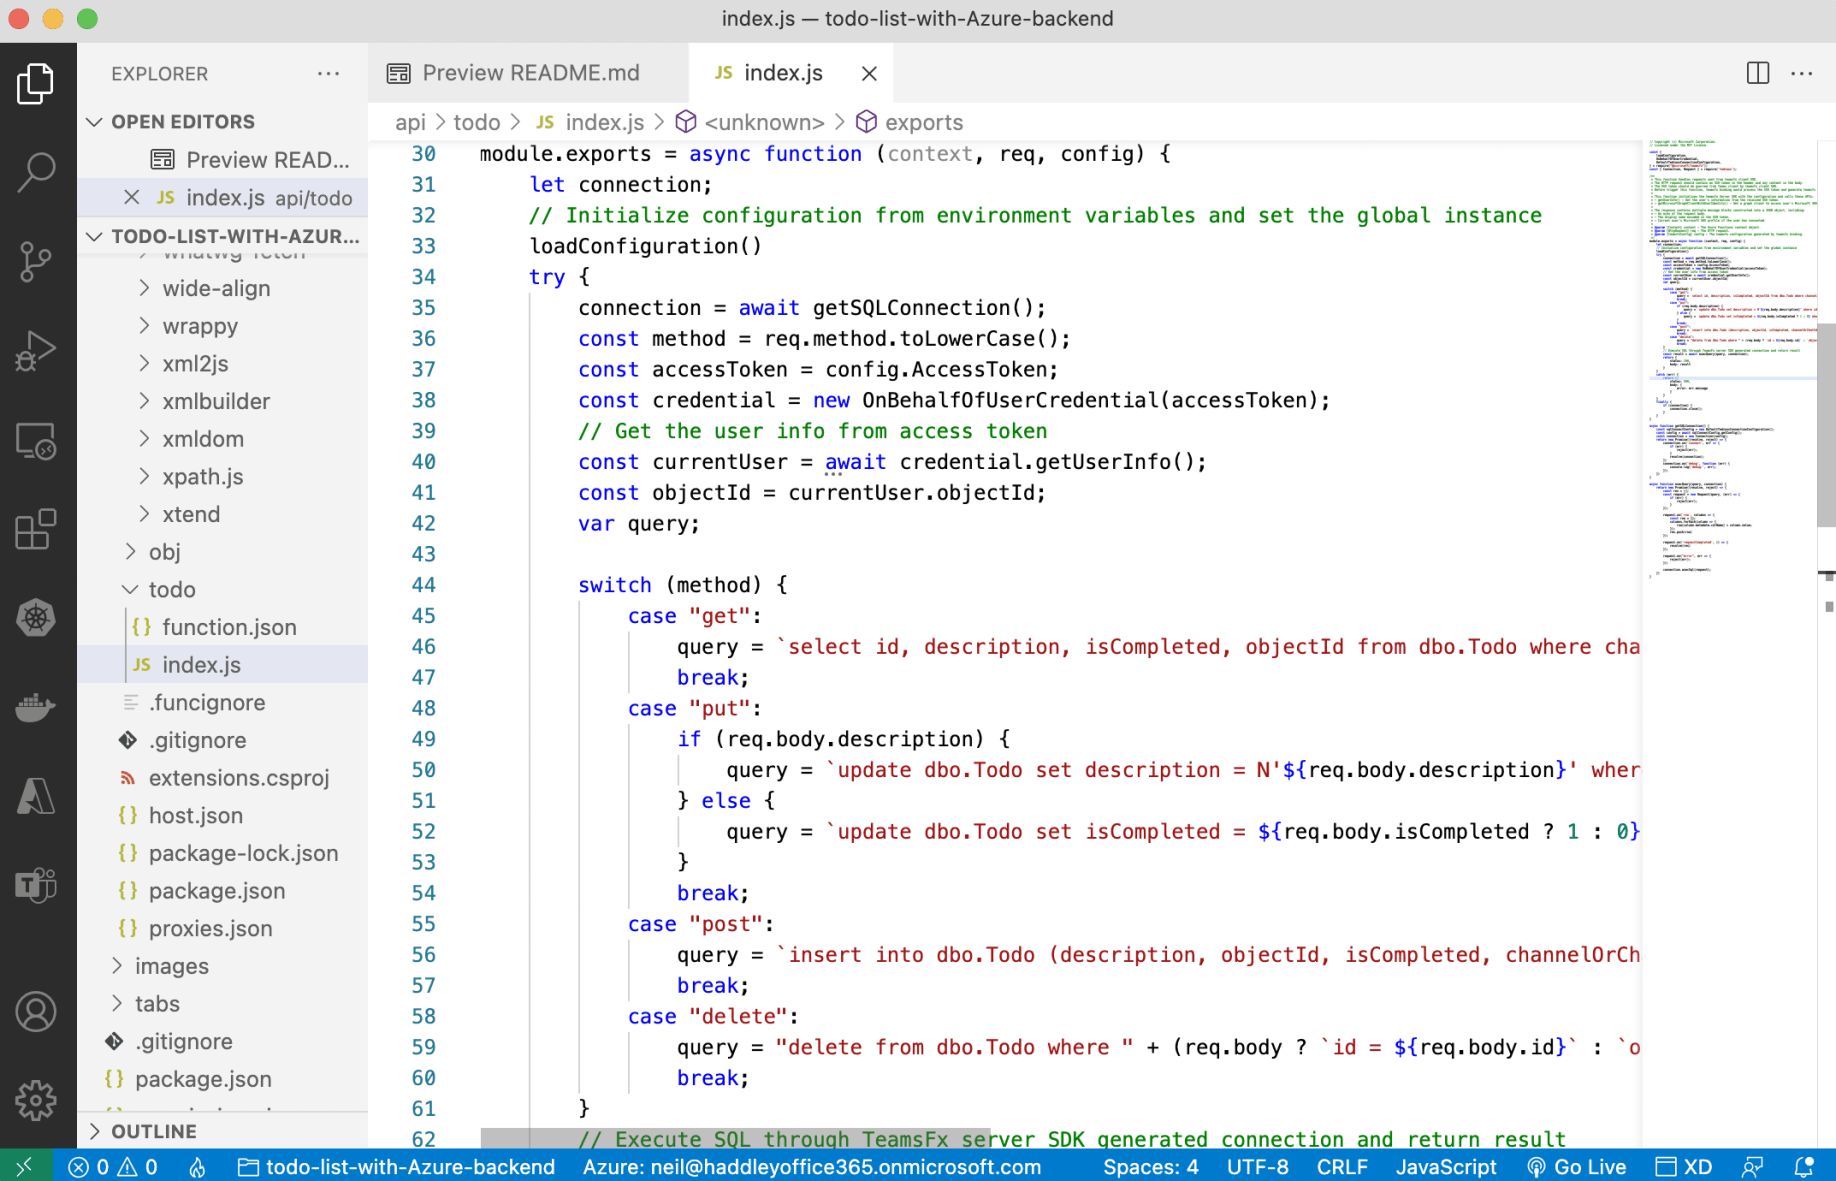 index.js — todo-list-with-Azure-backend
EXPLORER
OPEN EDITORS
Preview READ...
JS index.js api/todo
TODO-LIST-WITH-AZUR...
whatwg-fetch
wide-align
wrappy
xml2js
xmlbuilder
xmldom
xpath.js
xtend
obj
todo
{} function.json
JS index.js
.funcignore
.gitignore
extensions.csproj
{} host.json
{} package-lock.json
{} package.json
{} proxies.json
images
tabs
.gitignore
{} package.json
OUTLINE
Preview README.md
JS index.js
api > todo > JS index.js > <unknown> > exports
30 module.exports = async function (context, req, config) {
31 let connection;
32 // Initialize configuration from environment variables and set the global instance
33 loadConfiguration()
34 try {
35 connection = await getSQLConnection();
36 const method = req.method.toLowerCase();
37 const accessToken = config.AccessToken;
38 const credential = new OnBehalfOfUserCredential(accessToken);
39 // Get the user info from access token
40 const currentUser = await credential.getUserInfo();
41 const objectId = currentUser.objectId;
42 var query;
43
44 switch (method) {
45 case "get":
46 query = `select id, description, isCompleted, objectId from dbo.Todo where cha
47 break;
48 case "put":
49 if (req.body.description) {
50 query = `update dbo.Todo set description = N'${req.body.description}' wher
51 } else {
52 query = `update dbo.Todo set isCompleted = ${req.body.isCompleted ? 1 : 0}
53 }
54 break;
55 case "post":
56 query = `insert into dbo.Todo (description, objectId, isCompleted, channelOrCh
57 break;
58 case "delete":
59 query = "delete from dbo.Todo where " + (req.body ? `id = ${req.body.id}` : `o
60 break;
61 }
62 // Execute SQL through TeamsFx server SDK generated connection and return result
0 0 todo-list-with-Azure-backend Azure: neil@haddleyoffice365.onmicrosoft.com Spaces: 4 UTF-8 CRLF JavaScript Go Live XD